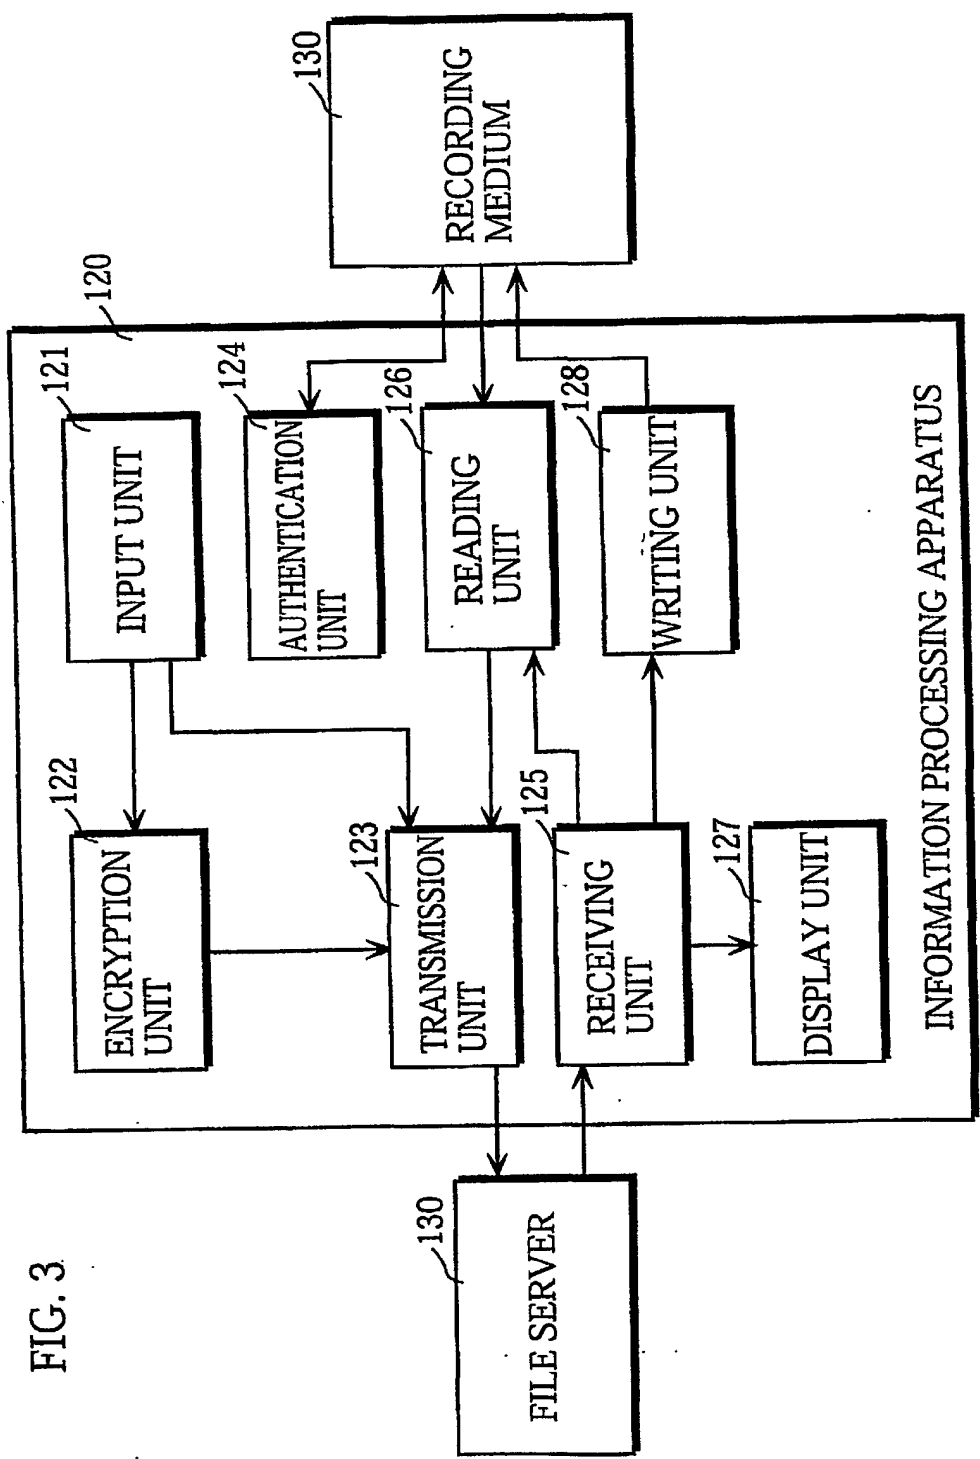 FIG. 3
120
121
INPUT UNIT
122
ENCRYPTION
UNIT
124
AUTHENTICATION
UNIT
123
TRANSMISSION
UNIT
126
READING
UNIT
130
FILE SERVER
125
RECEIVING
UNIT
128
WRITING UNIT
130
RECORDING
MEDIUM
127
DISPLAY UNIT
INFORMATION PROCESSING APPARATUS